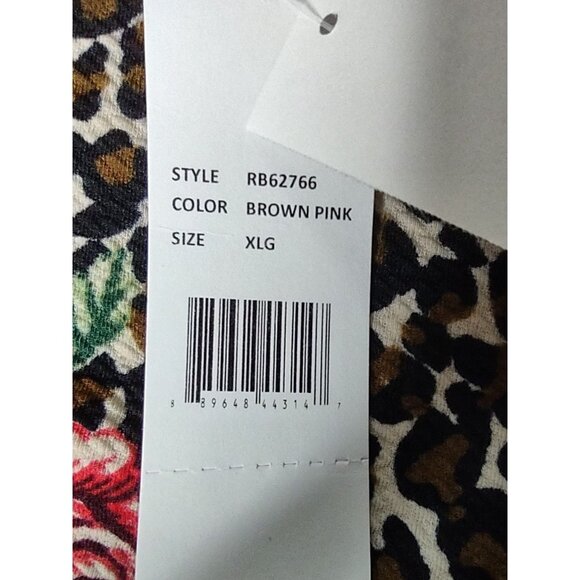 STYLE RB62766
COLOR BROWN PINK
SIZE XLG
8 89648 44314 7